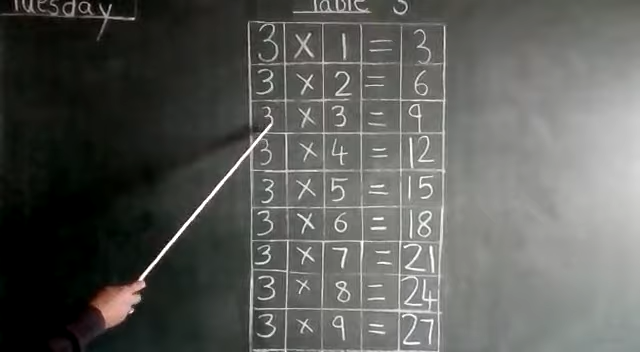 Tuesday
Table 3
3 × 1 = 3
3 × 2 = 6
3 × 3 = 9
3 × 4 = 12
3 × 5 = 15
3 × 6 = 18
3 × 7 = 21
3 × 8 = 24
3 × 9 = 27